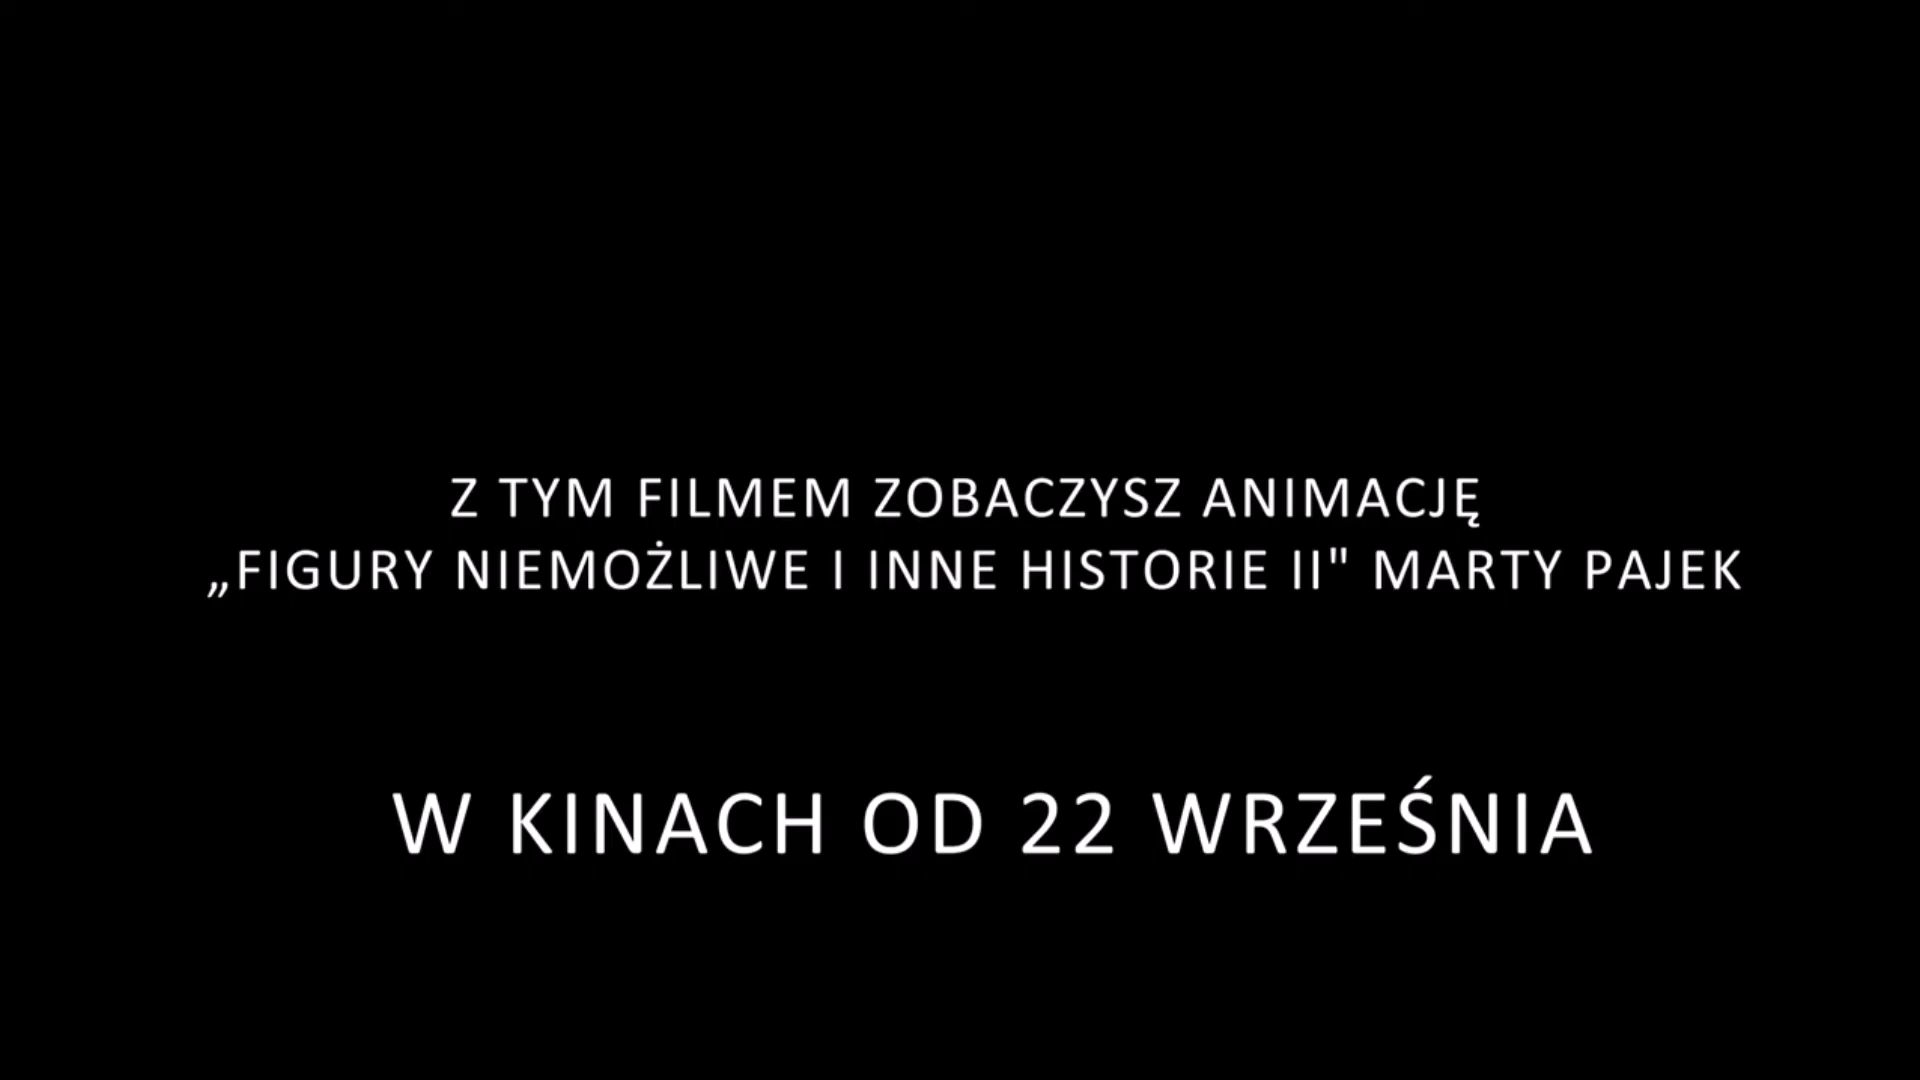 Z TYM FILMEM ZOBACZYSZ ANIMACJĘ
„FIGURY NIEMOŻLIWE I INNE HISTORIE II" MARTY PAJEK
W KINACH OD 22 WRZEŚNIA